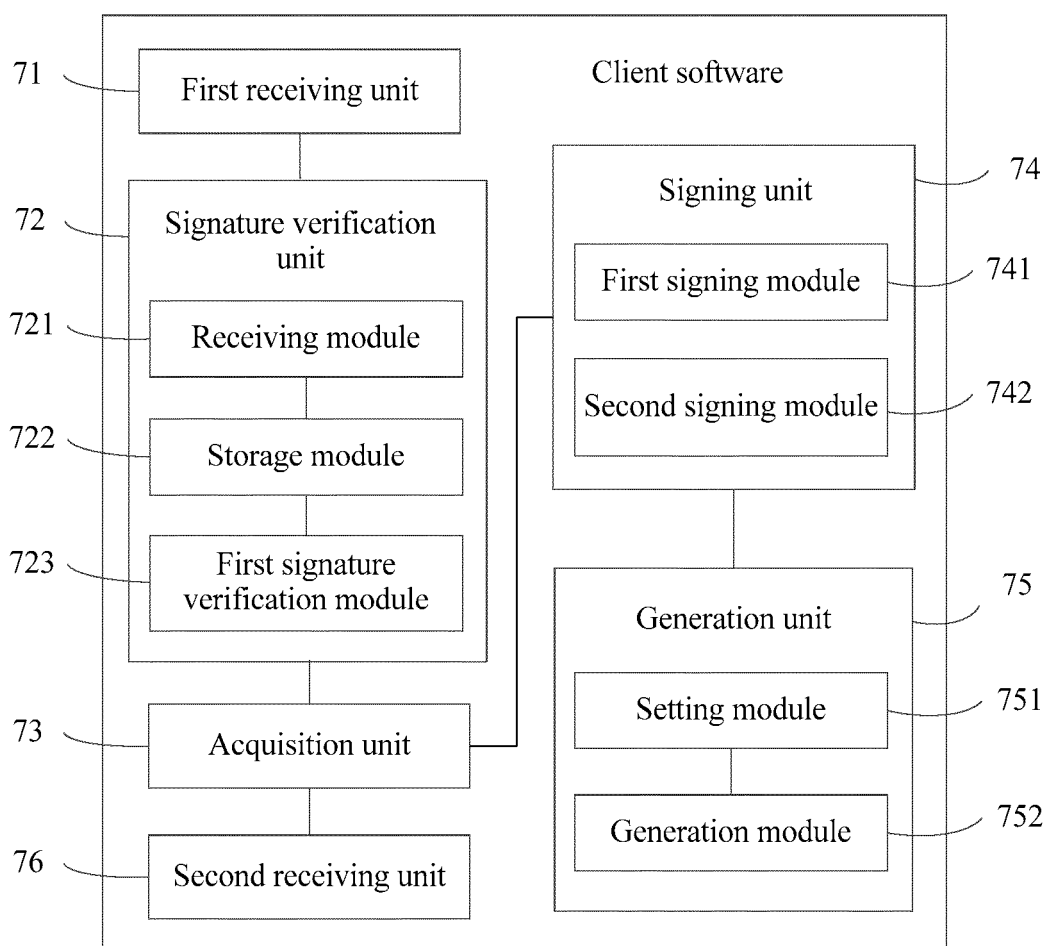 Client software
71
First receiving unit
72
Signature verification
unit
721
Receiving module
722
Storage module
723
First signature
verification module
73
Acquisition unit
76
Second receiving unit
74
Signing unit
741
First signing module
742
Second signing module
75
Generation unit
751
Setting module
752
Generation module